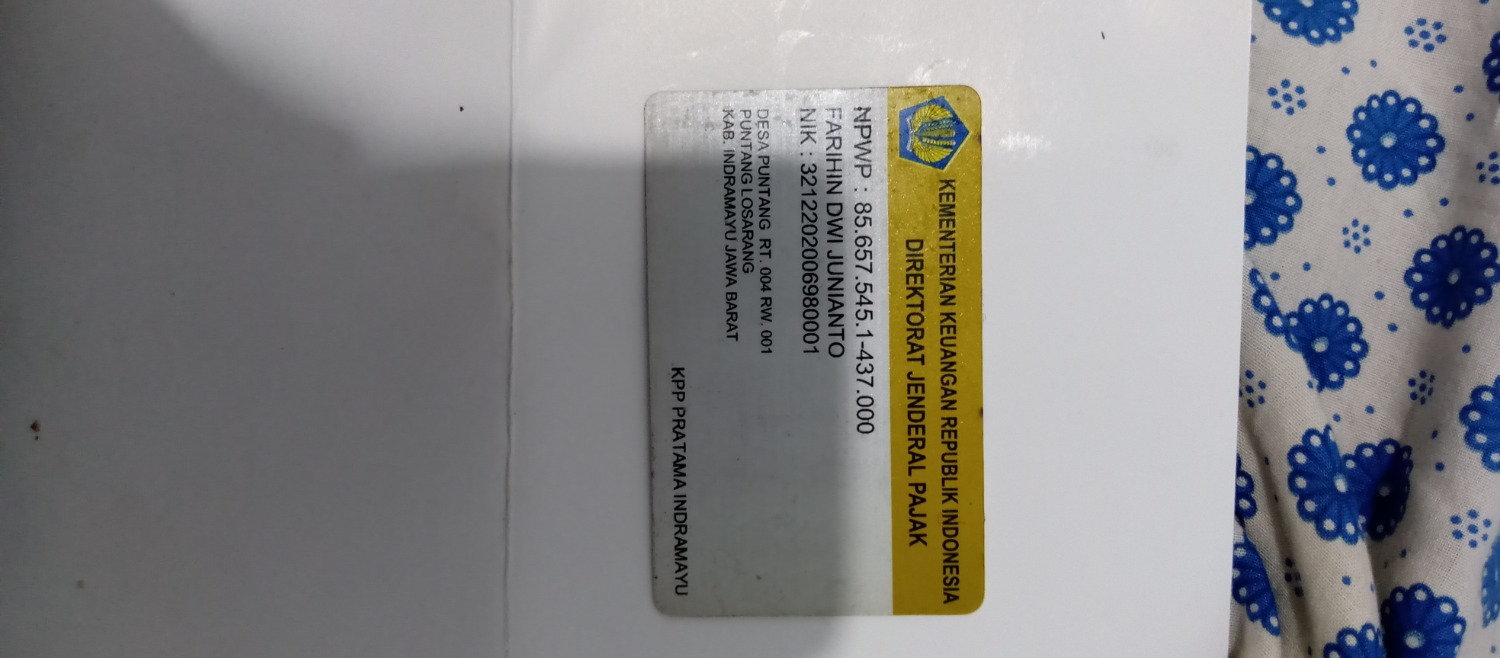 KEMENTERIAN KEUANGAN REPUBLIK INDONESIA
DIREKTORAT JENDERAL PAJAK
NPWP : 85.657.545.1-437.000
FARIHIN DWI JUNIANTO
NIK : 3212202006980001
DESA PUNTANG RT. 004 RW. 001
PUNTANG LOSARANG
KAB. INDRAMAYU JAWA BARAT
KPP PRATAMA INDRAMAYU